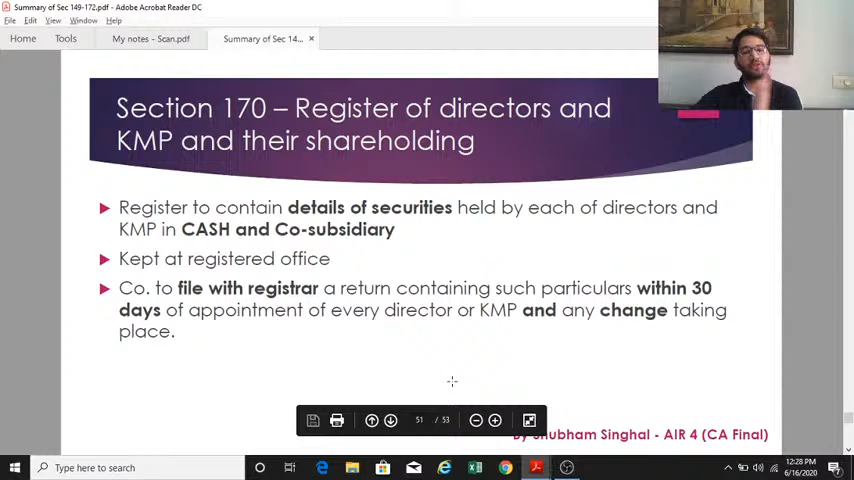 Summary of Sec 149-172.pdf - Adobe Acrobat Reader DC
File Edit View Window Help
Home Tools My notes - Scan.pdf Summary of Sec 14... ×
Section 170 – Register of directors and
KMP and their shareholding
Register to contain details of securities held by each of directors and
KMP in CASH and Co-subsidiary
Kept at registered office
Co. to file with registrar a return containing such particulars within 30
days of appointment of every director or KMP and any change taking
place.
51 / 53
By Shubham Singhal - AIR 4 (CA Final)
Type here to search
12:28 PM
6/16/2020